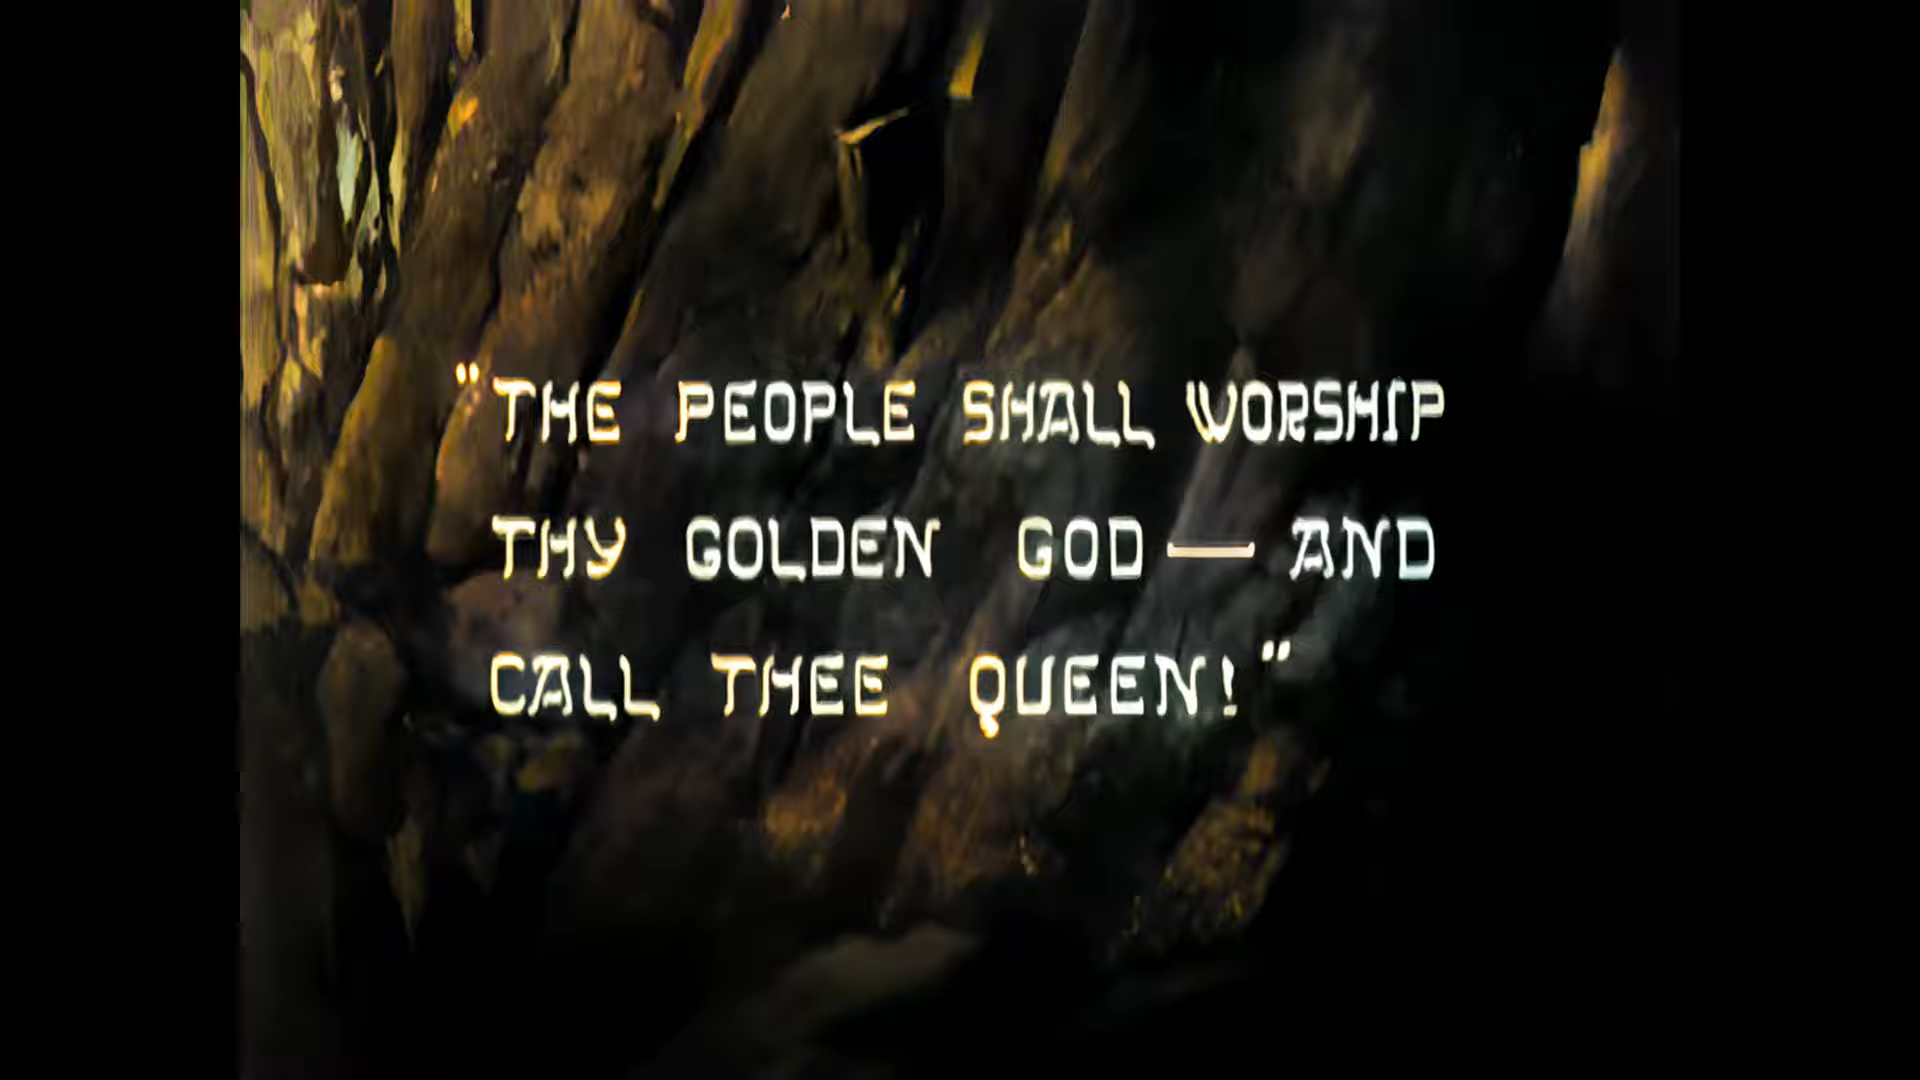 "THE PEOPLE SHALL WORSHIP
THY GOLDEN GOD — AND
CALL THEE QUEEN!"